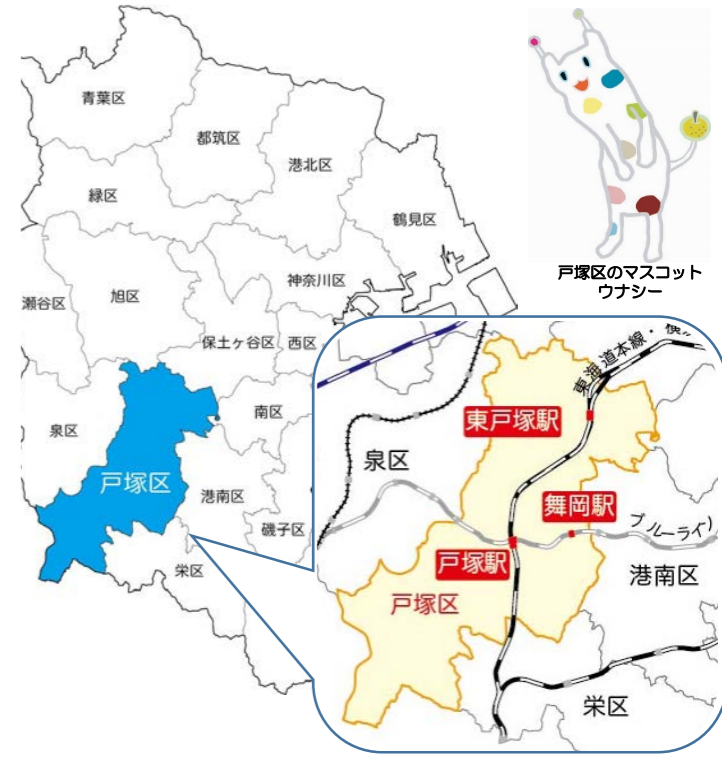 青葉区
都筑区
港北区
緑区
鶴見区
神奈川区
旭区
瀬谷区
保土ヶ谷区
西区
南区
泉区
戸塚区
港南区
磯子区
栄区
戸塚区のマスコット
ウナシー
東海道本線・横
東戸塚駅
泉区
舞岡駅
ブルーライン
戸塚駅
港南区
戸塚区
栄区